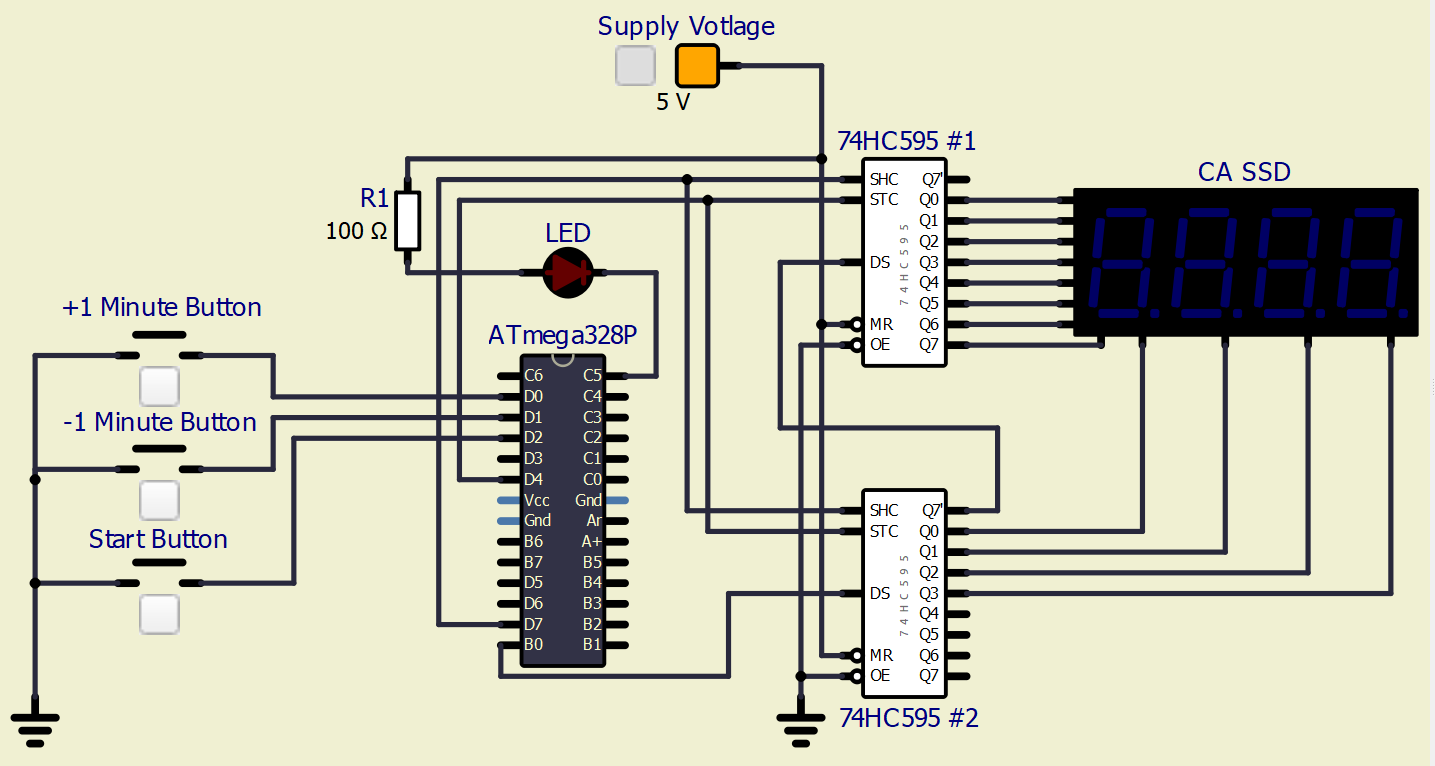 Supply Votlage
5 V
74HC595 #1
SHC Q7'
STC Q0
Q1
Q2
DS Q3
Q4
Q5
MR Q6
OE Q7
74HC595
CA SSD
R1
100 Ω
LED
+1 Minute Button
-1 Minute Button
Start Button
ATmega328P
C6 C5
D0 C4
D1 C3
D2 C2
D3 C1
D4 C0
Vcc Gnd
Gnd Ar
B6 A+
B7 B5
D5 B4
D6 B3
D7 B2
B0 B1
SHC Q7'
STC Q0
Q1
Q2
DS Q3
Q4
Q5
MR Q6
OE Q7
74HC595
74HC595 #2